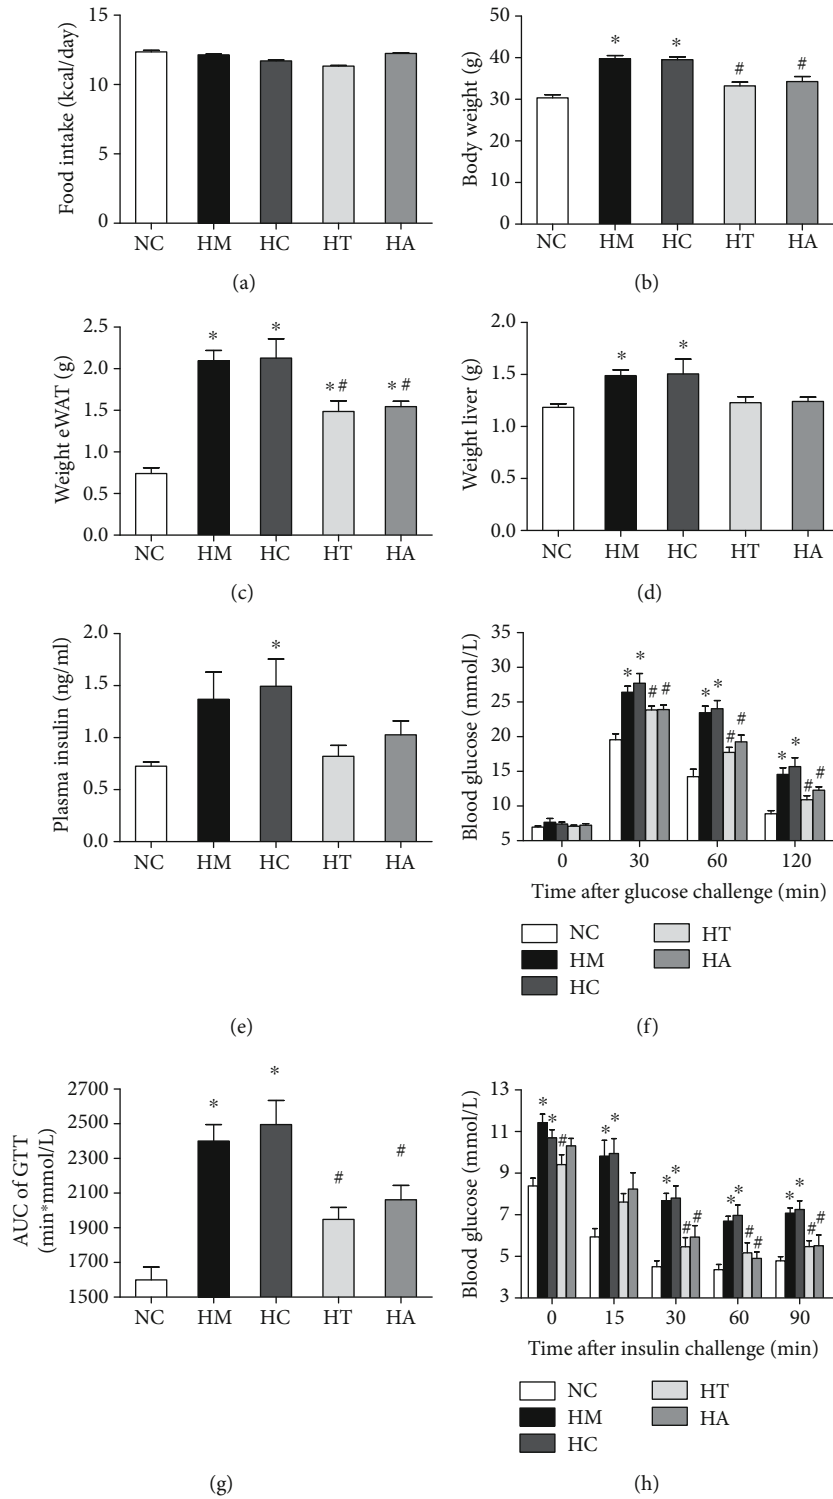 15
10
5
0
Food intake (kcal/day)
NC HM HC HT HA
(a)
50
40
30
20
10
0
Body weight (g)
* * # #
NC HM HC HT HA
(b)
2.5
2.0
1.5
1.0
0.5
0.0
Weight eWAT (g)
* * *# *#
NC HM HC HT HA
(c)
2.0
1.5
1.0
0.5
0.0
Weight liver (g)
* *
NC HM HC HT HA
(d)
2.0
1.5
1.0
0.5
0.0
Plasma insulin (ng/ml)
*
NC HM HC HT HA
(e)
35
30
25
20
15
10
5
Blood glucose (mmol/L)
* * # # * * # # * * # #
0 30 60 120
Time after glucose challenge (min)
NC HT
HM HA
HC
(f)
2700
2500
2300
2100
1900
1700
1500
AUC of GTT
(min*mmol/L)
* * # #
NC HM HC HT HA
(g)
13
11
9
7
5
3
Blood glucose (mmol/L)
* * # * * * * # # * * # # * * # #
0 15 30 60 90
Time after insulin challenge (min)
NC HT
HM HA
HC
(h)